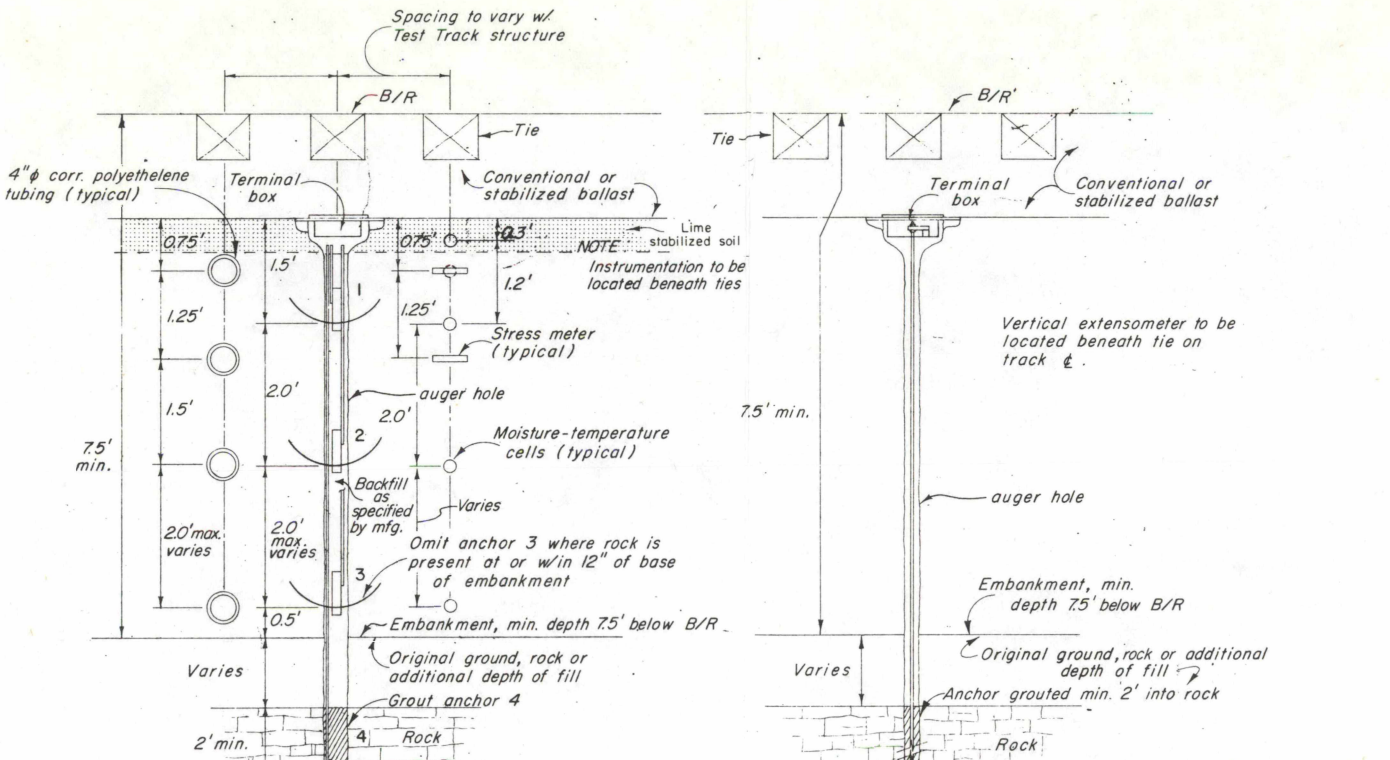 Spacing to vary w/
Test Track structure
B/R
Tie
4"ϕ corr. polyethelene
tubing (typical)
Terminal
box
Conventional or
stabilized ballast
0.75'
1.5'
0.75'
0.3'
Lime
stabilized soil
NOTE:
Instrumentation to be
located beneath ties
1
1.2'
1.25'
1.25'
Stress meter
(typical)
auger hole
2.0'
2.0'
1.5'
2
Moisture-temperature
cells (typical)
7.5'
min.
Backfill
as
specified
by mfg.
Varies
2.0' max.
varies
2.0'
max.
varies
Omit anchor 3 where rock is
present at or w/in 12" of base
of embankment
3
0.5'
Embankment, min. depth 7.5' below B/R
Varies
Original ground, rock or
additional depth of fill
Grout anchor 4
2' min.
4
Rock
B/R
Tie
Terminal
box
Conventional or
stabilized ballast
Vertical extensometer to be
located beneath tie on
track ℄.
7.5' min.
auger hole
Embankment, min.
depth 7.5' below B/R
Varies
Original ground, rock or additional
depth of fill
Anchor grouted min. 2' into rock
Rock